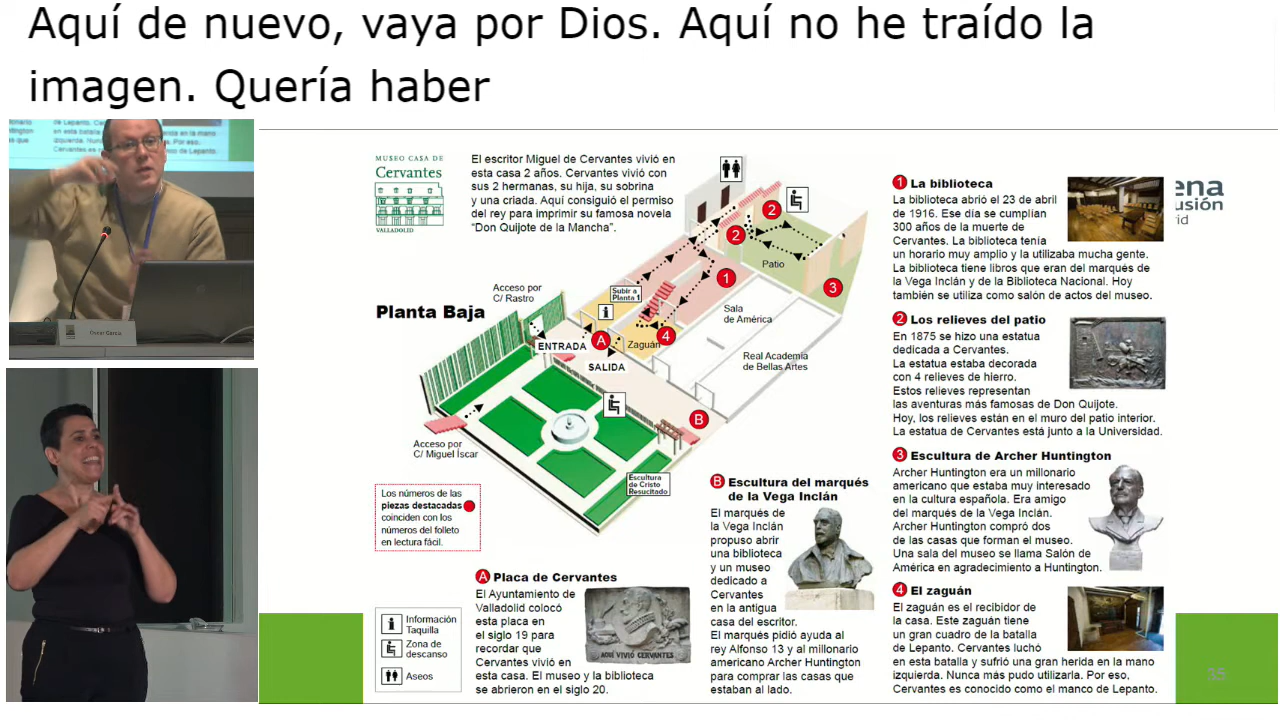 Aquí de nuevo, vaya por Dios. Aquí no he traído la
imagen. Quería haber
MUSEO CASA DE
Cervantes
VALLADOLID
El escritor Miguel de Cervantes vivió en
esta casa 2 años. Cervantes vivió con
sus 2 hermanas, su hija, su sobrina
y una criada. Aquí consiguió el permiso
del rey para imprimir su famosa novela
“Don Quijote de la Mancha”.
Planta Baja
Acceso por
C/ Rastro
Subir a
Planta 1
i
ENTRADA
A
SALIDA
Zaguán
4
1
2
2
3
Patio
Sala
de América
Real Academia
de Bellas Artes
B
Acceso por
C/ Miguel Íscar
Escultura
de Cristo
Resucitado
Los números de las
piezas destacadas
coinciden con los
números del folleto
en lectura fácil.
i Información
Taquilla
Zona de
descanso
Aseos
A Placa de Cervantes
El Ayuntamiento de
Valladolid colocó
esta placa en
el siglo 19 para
recordar que
Cervantes vivió en
esta casa. El museo y la biblioteca
se abrieron en el siglo 20.
AQUÍ VIVIÓ CERVANTES
B Escultura del marqués
de la Vega Inclán
El marqués de
la Vega Inclán
propuso abrir
una biblioteca
y un museo
dedicado a
Cervantes
en la antigua
casa del escritor.
El marqués pidió ayuda al
rey Alfonso 13 y al millonario
americano Archer Huntington
para comprar las casas que
estaban al lado.
1 La biblioteca
La biblioteca abrió el 23 de abril
de 1916. Ese día se cumplían
300 años de la muerte de
Cervantes. La biblioteca tenía
un horario muy amplio y la utilizaba mucha gente.
La biblioteca tiene libros que eran del marqués de
la Vega Inclán y de la Biblioteca Nacional. Hoy
también se utiliza como salón de actos del museo.
2 Los relieves del patio
En 1875 se hizo una estatua
dedicada a Cervantes.
La estatua estaba decorada
con 4 relieves de hierro.
Estos relieves representan
las aventuras más famosas de Don Quijote.
Hoy, los relieves están en el muro del patio interior.
La estatua de Cervantes está junto a la Universidad.
3 Escultura de Archer Huntington
Archer Huntington era un millonario
americano que estaba muy interesado
en la cultura española. Era amigo
del marqués de la Vega Inclán.
Archer Huntington compró dos
de las casas que forman el museo.
Una sala del museo se llama Salón de
América en agradecimiento a Huntington.
4 El zaguán
El zaguán es el recibidor de
la casa. Este zaguán tiene
un gran cuadro de la batalla
de Lepanto. Cervantes luchó
en esta batalla y sufrió una gran herida en la mano
izquierda. Nunca más pudo utilizarla. Por eso,
Cervantes es conocido como el manco de Lepanto.
ena
usión
rid
35
Óscar García